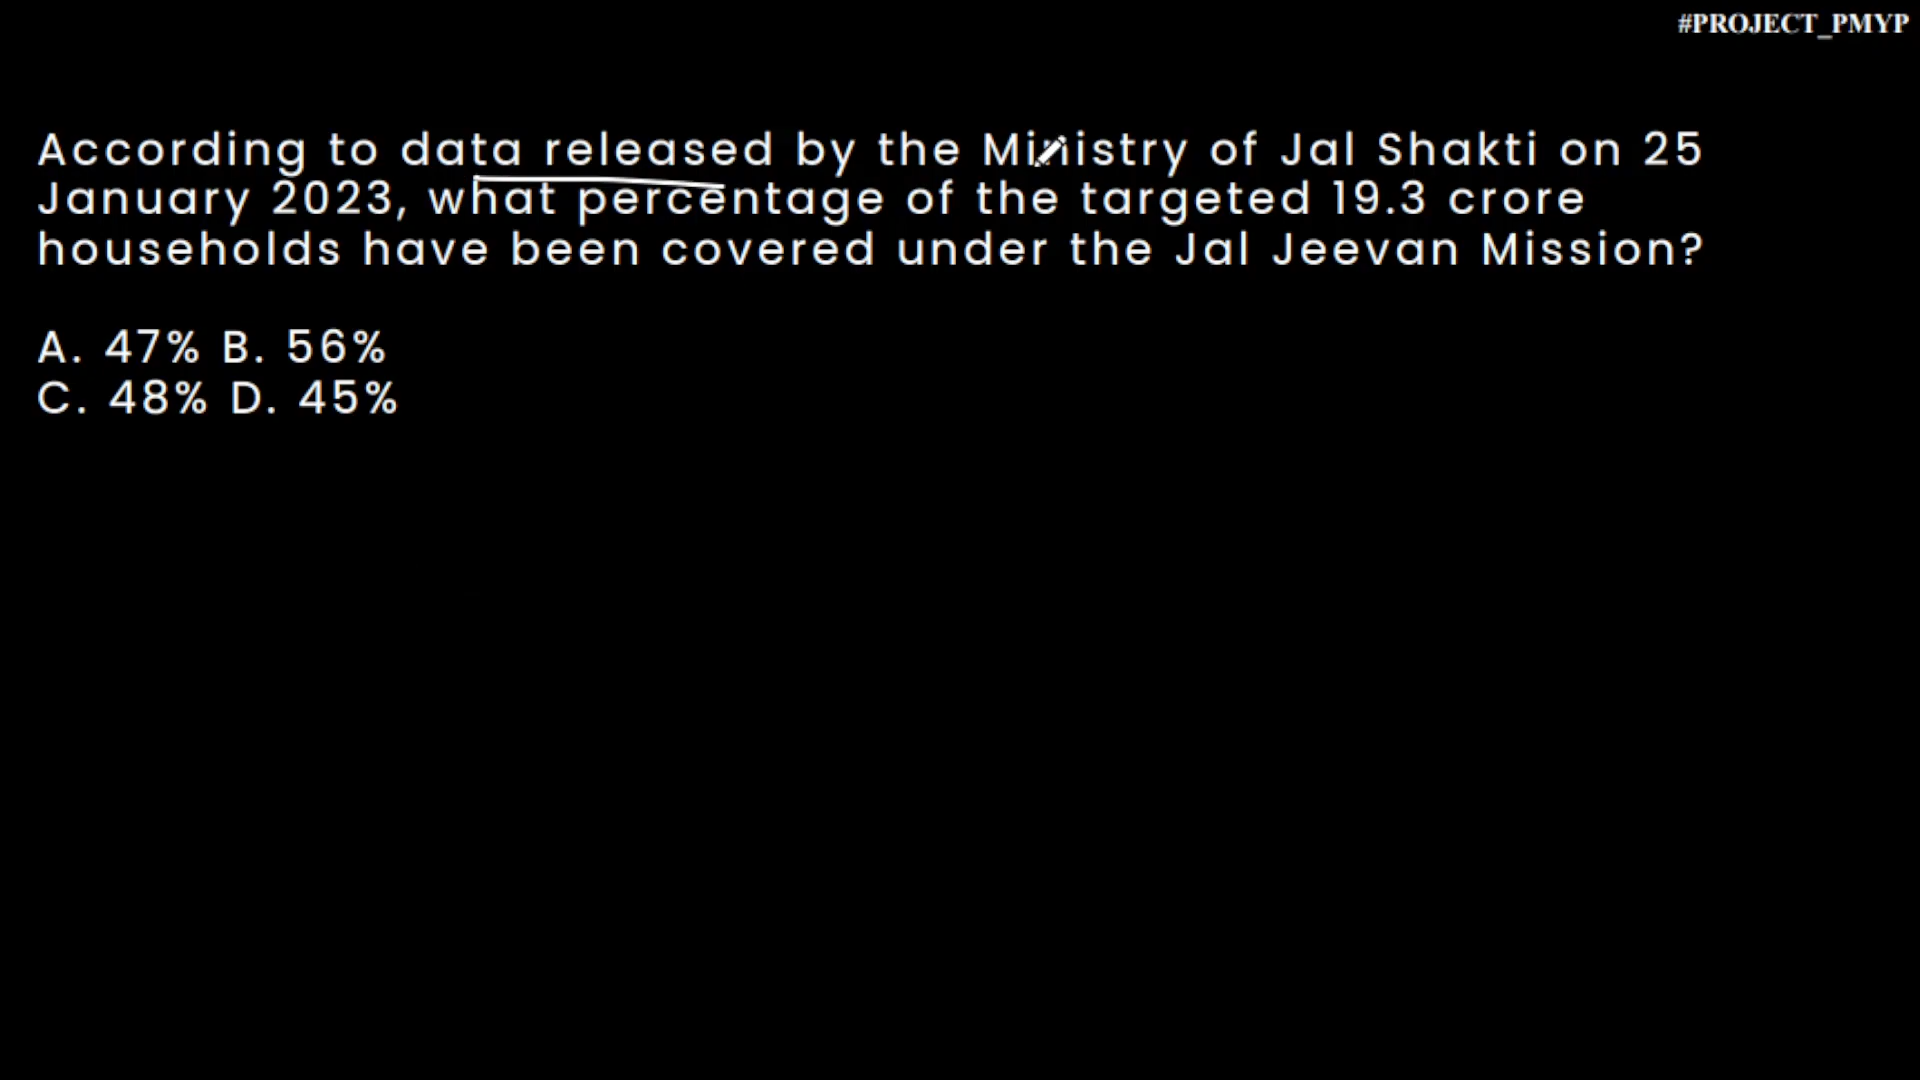 #PROJECT_PMYP
According to data released by the Ministry of Jal Shakti on 25
January 2023, what percentage of the targeted 19.3 crore
households have been covered under the Jal Jeevan Mission?
A. 47% B. 56%
C. 48% D. 45%